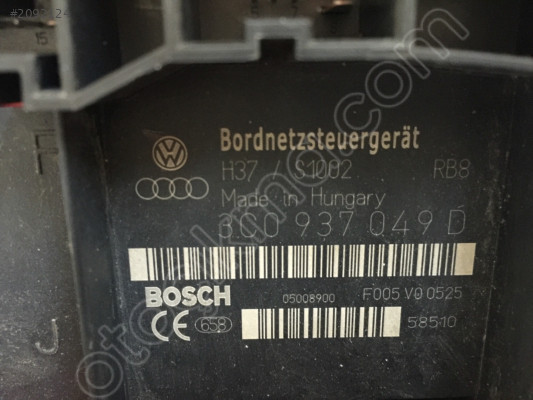 15
F
Bordnetzsteuergerät
H37 / S1002 RB8
Made in Hungary
3C0 937 049 D
BOSCH 05008900 F005 V0 0525
CE 658 58510
J